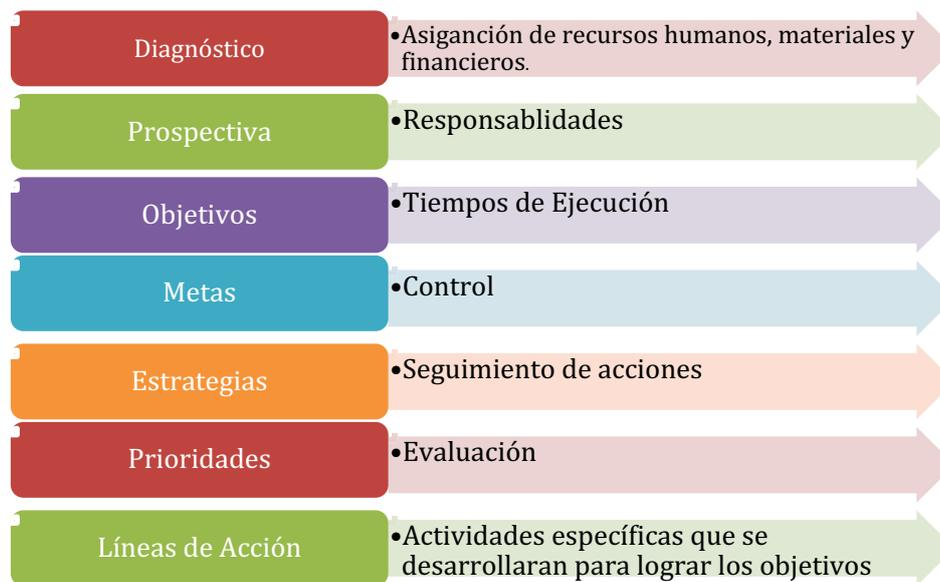 Diagnóstico
•Asigancíón de recursos humanos, materiales y
financieros.
Prospectiva
•Responsablidades
Objetivos
•Tiempos de Ejecución
Metas
•Control
Estrategias
•Seguimiento de acciones
Prioridades
•Evaluación
Líneas de Acción
•Actividades específicas que se
desarrollaran para lograr los objetivos